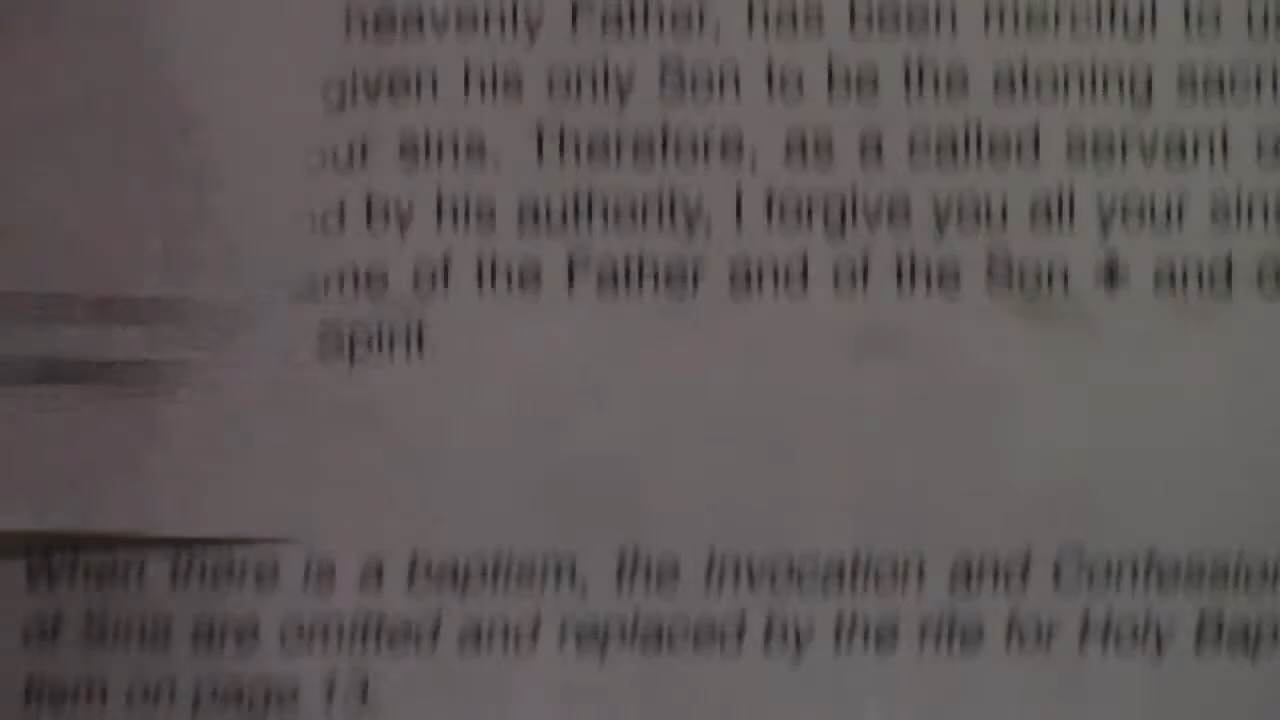 heavenly Father, has been merciful to
given his only Son to be the atoning
sins. Therefore, as a called servant
by his authority, I forgive you all your
of the Father and of the Son ✚ and
Spirit
When there is a baptism, the Invocation and Confession
of Sins are omitted and replaced by the rite for Holy Bap-
tism on page